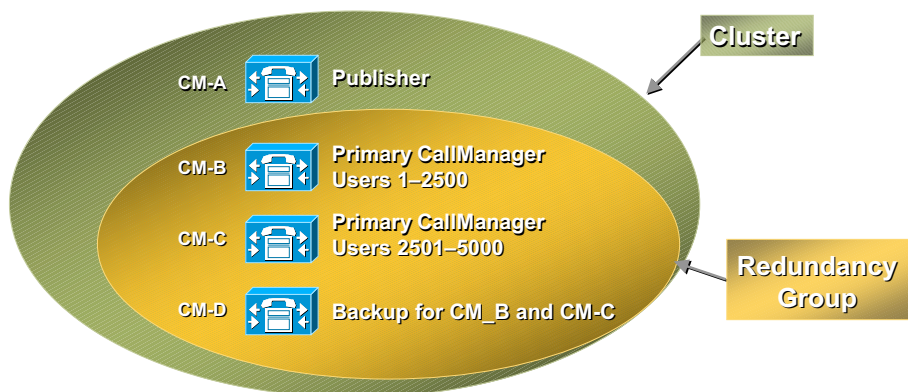 Cluster
CM-A
Publisher
CM-B
Primary CallManager
Users 1–2500
CM-C
Primary CallManager
Users 2501–5000
Redundancy
Group
CM-D
Backup for CM_B and CM-C